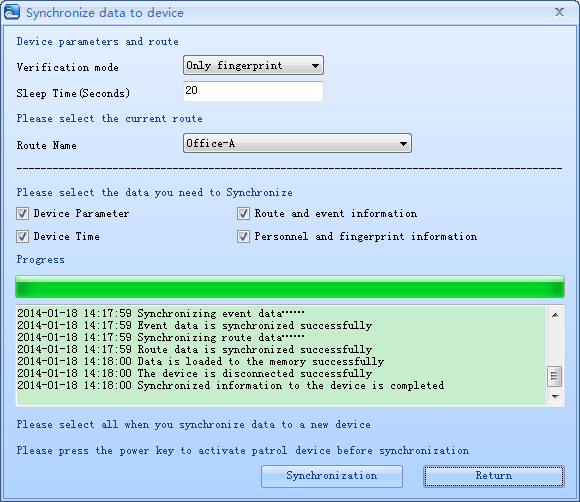 Synchronize data to device
Device parameters and route
Verification mode
Only fingerprint
Sleep Time(Seconds)
20
Please select the current route
Route Name
Office-A
Please select the data you need to Synchronize
Device Parameter
Route and event information
Device Time
Personnel and fingerprint information
Progress
2014-01-18 14:17:59 Synchronizing event data······
2014-01-18 14:17:59 Event data is synchronized successfully
2014-01-18 14:17:59 Synchronizing route data······
2014-01-18 14:17:59 Route data is synchronized successfully
2014-01-18 14:18:00 Data is loaded to the memory successfully
2014-01-18 14:18:00 The device is disconnected successfully
2014-01-18 14:18:00 Synchronized information to the device is completed
Please select all when you synchronize data to a new device
Please press the power key to activate patrol device before synchronization
Synchronization
Return